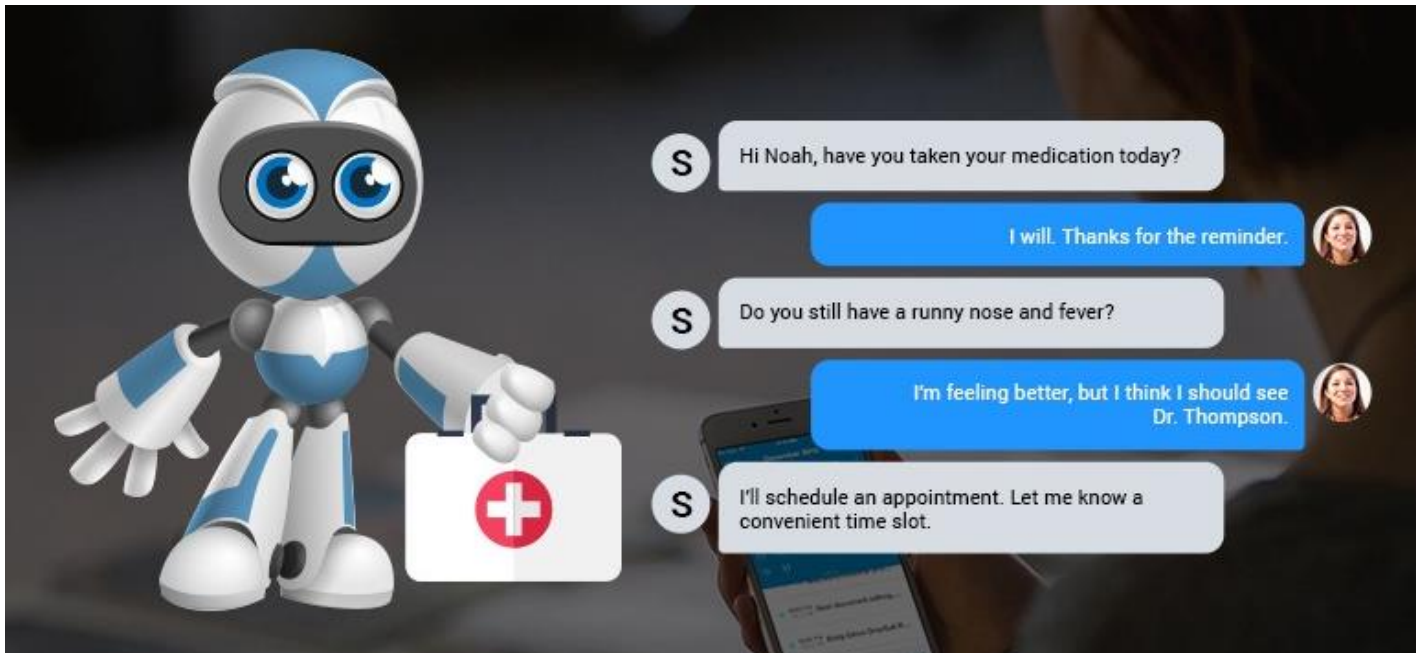 S
Hi Noah, have you taken your medication today?
I will. Thanks for the reminder.
S
Do you still have a runny nose and fever?
I'm feeling better, but I think I should see
Dr. Thompson.
S
I'll schedule an appointment. Let me know a
convenient time slot.